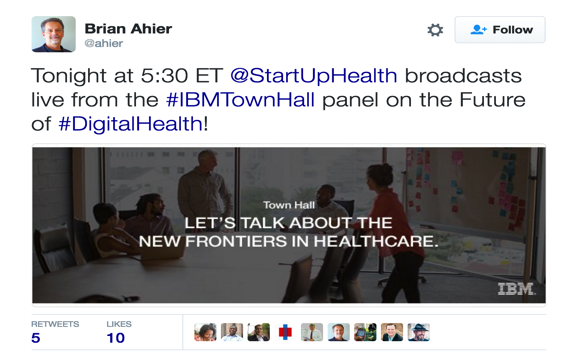 Brian Ahier
@ahier
Follow
Tonight at 5:30 ET @StartUpHealth broadcasts
live from the #IBMTownHall panel on the Future
of #DigitalHealth!
Town Hall
LET'S TALK ABOUT THE
NEW FRONTIERS IN HEALTHCARE.
IBM.
RETWEETS LIKES
5 10